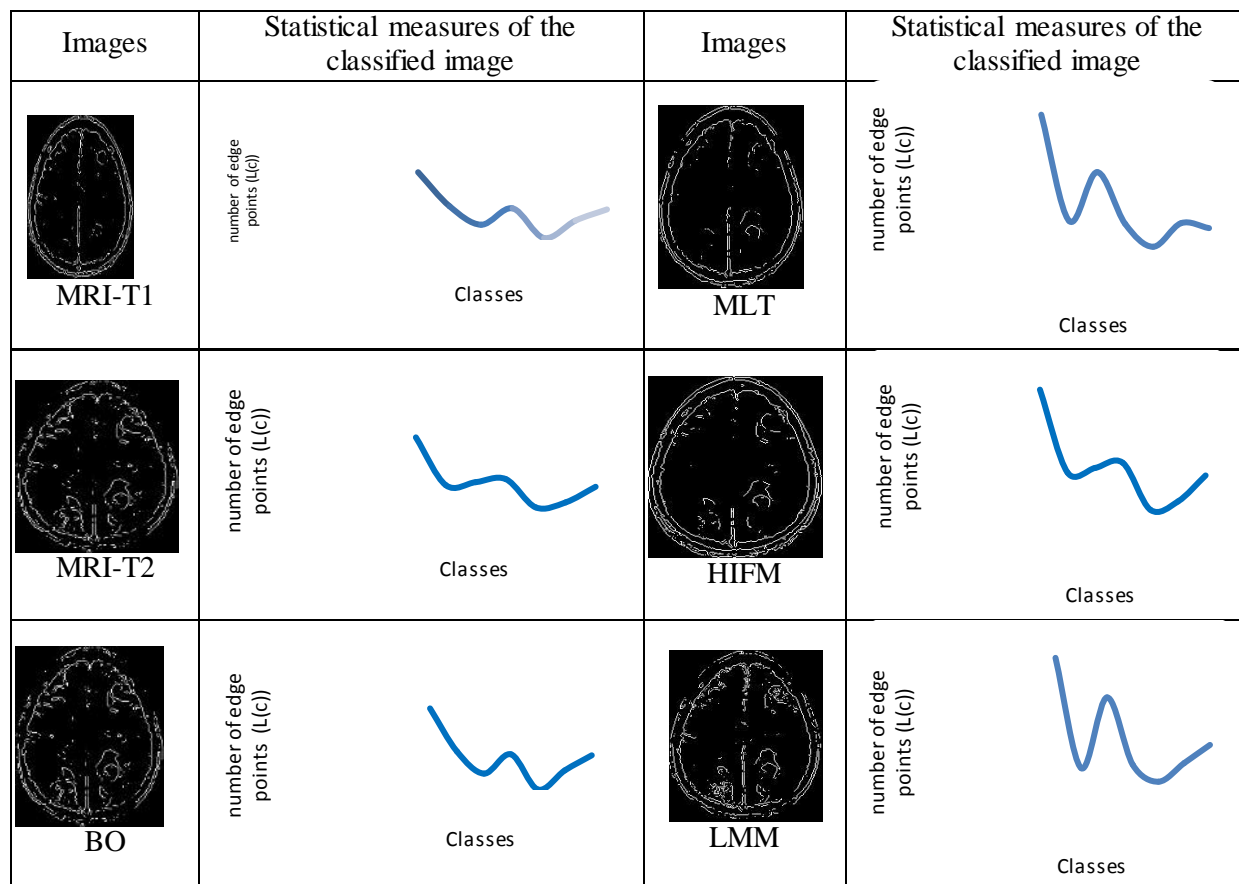 Images
Statistical measures of the
classified image
Images
Statistical measures of the
classified image
MRI-T1
number of edge
points (L(c))
Classes
MLT
number of edge
points (L(c))
Classes
MRI-T2
number of edge
points (L(c))
Classes
HIFM
number of edge
points (L(c))
Classes
BO
number of edge
points (L(c))
Classes
LMM
number of edge
points (L(c))
Classes